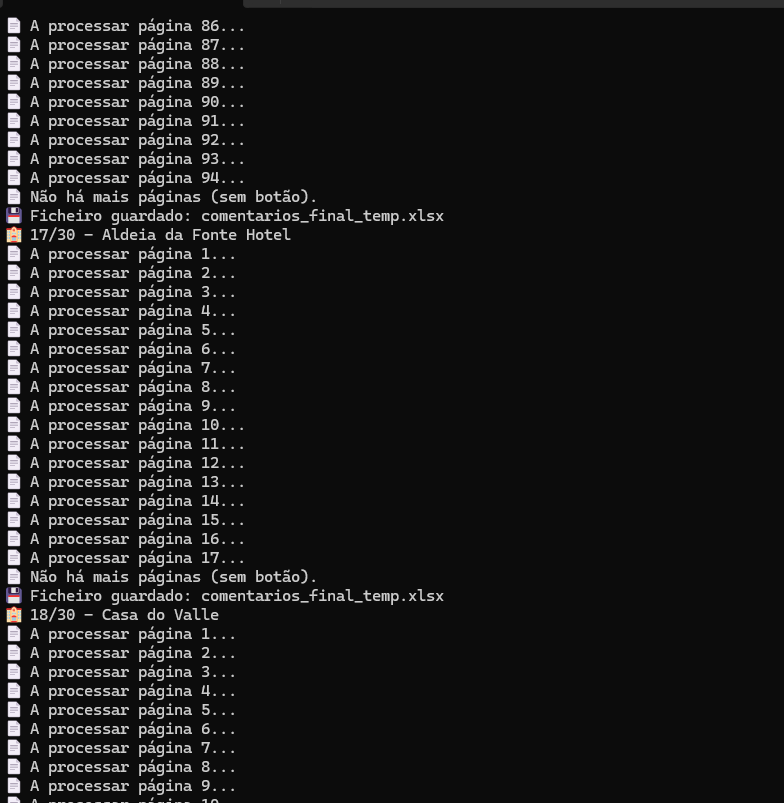 A processar página 86...
A processar página 87...
A processar página 88...
A processar página 89...
A processar página 90...
A processar página 91...
A processar página 92...
A processar página 93...
A processar página 94...
Não há mais páginas (sem botão).
Ficheiro guardado: comentarios_final_temp.xlsx
17/30 - Aldeia da Fonte Hotel
A processar página 1...
A processar página 2...
A processar página 3...
A processar página 4...
A processar página 5...
A processar página 6...
A processar página 7...
A processar página 8...
A processar página 9...
A processar página 10...
A processar página 11...
A processar página 12...
A processar página 13...
A processar página 14...
A processar página 15...
A processar página 16...
A processar página 17...
Não há mais páginas (sem botão).
Ficheiro guardado: comentarios_final_temp.xlsx
18/30 - Casa do Valle
A processar página 1...
A processar página 2...
A processar página 3...
A processar página 4...
A processar página 5...
A processar página 6...
A processar página 7...
A processar página 8...
A processar página 9...
A processar página 10...